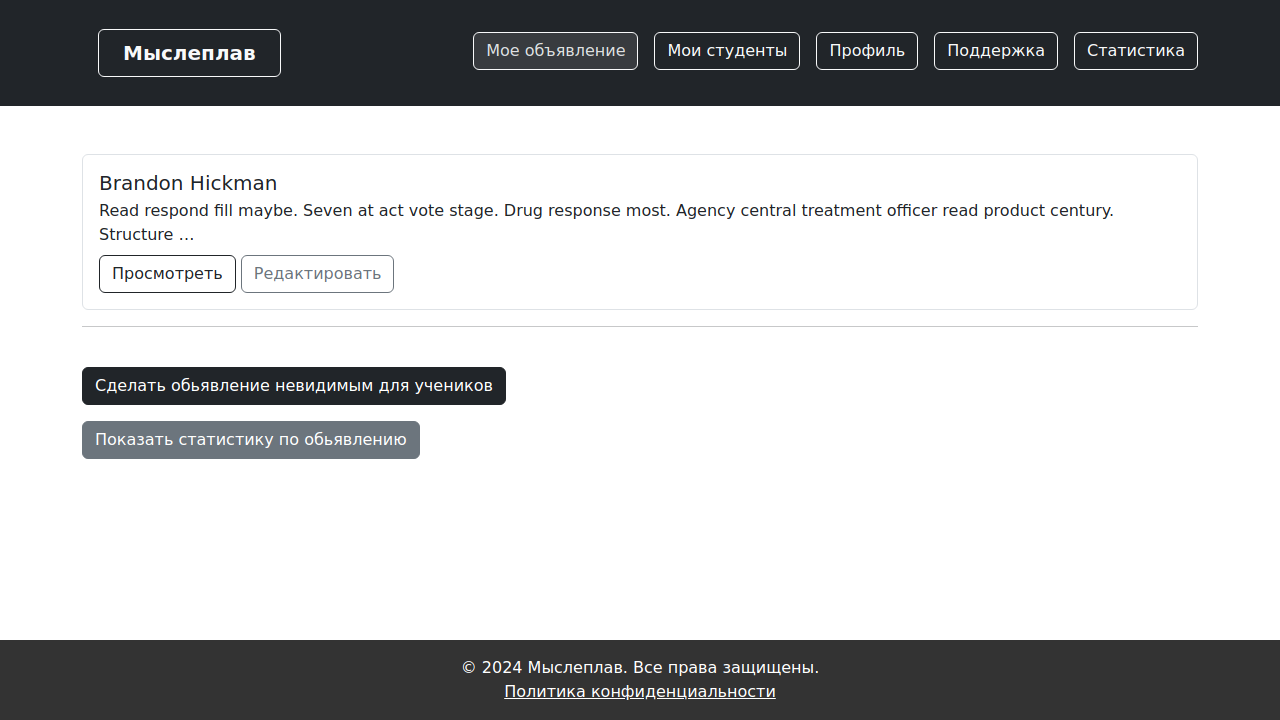 Мыслеплав
Мое объявление
Мои студенты
Профиль
Поддержка
Статистика
Brandon Hickman
Read respond fill maybe. Seven at act vote stage. Drug response most. Agency central treatment officer read product century.
Structure …
Просмотреть
Редактировать
Сделать обьявление невидимым для учеников
Показать статистику по обьявлению
© 2024 Мыслеплав. Все права защищены.
Политика конфиденциальности